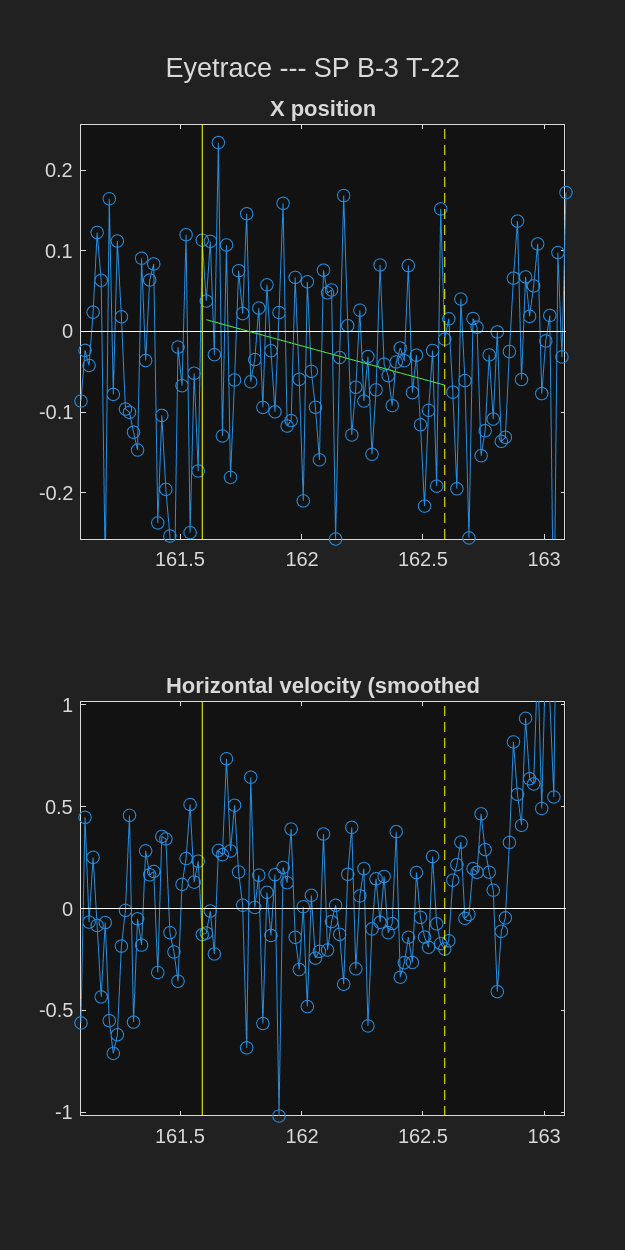 Eyetrace --- SP B-3 T-22
X position
0.2
0.1
0
-0.1
-0.2
161.5 162 162.5 163
Horizontal velocity (smoothed
1
0.5
0
-0.5
-1
161.5 162 162.5 163